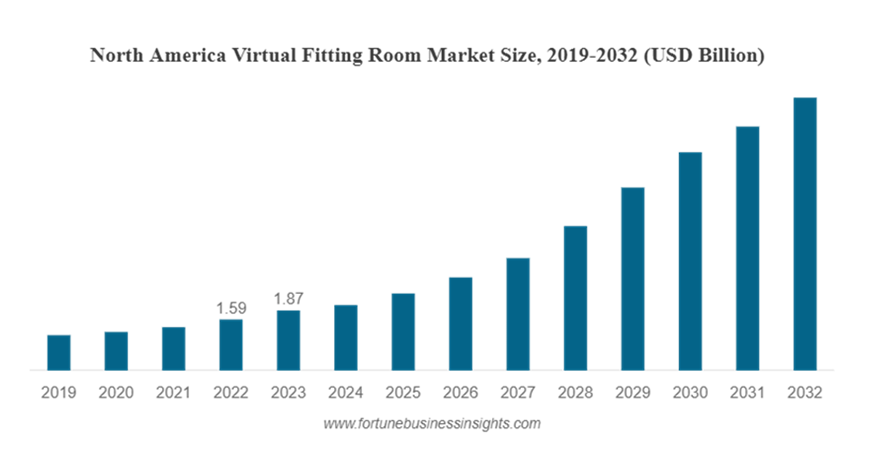 North America Virtual Fitting Room Market Size, 2019-2032 (USD Billion)
1.59
1.87
2019 2020 2021 2022 2023 2024 2025 2026 2027 2028 2029 2030 2031 2032
www.fortunebusinessinsights.com